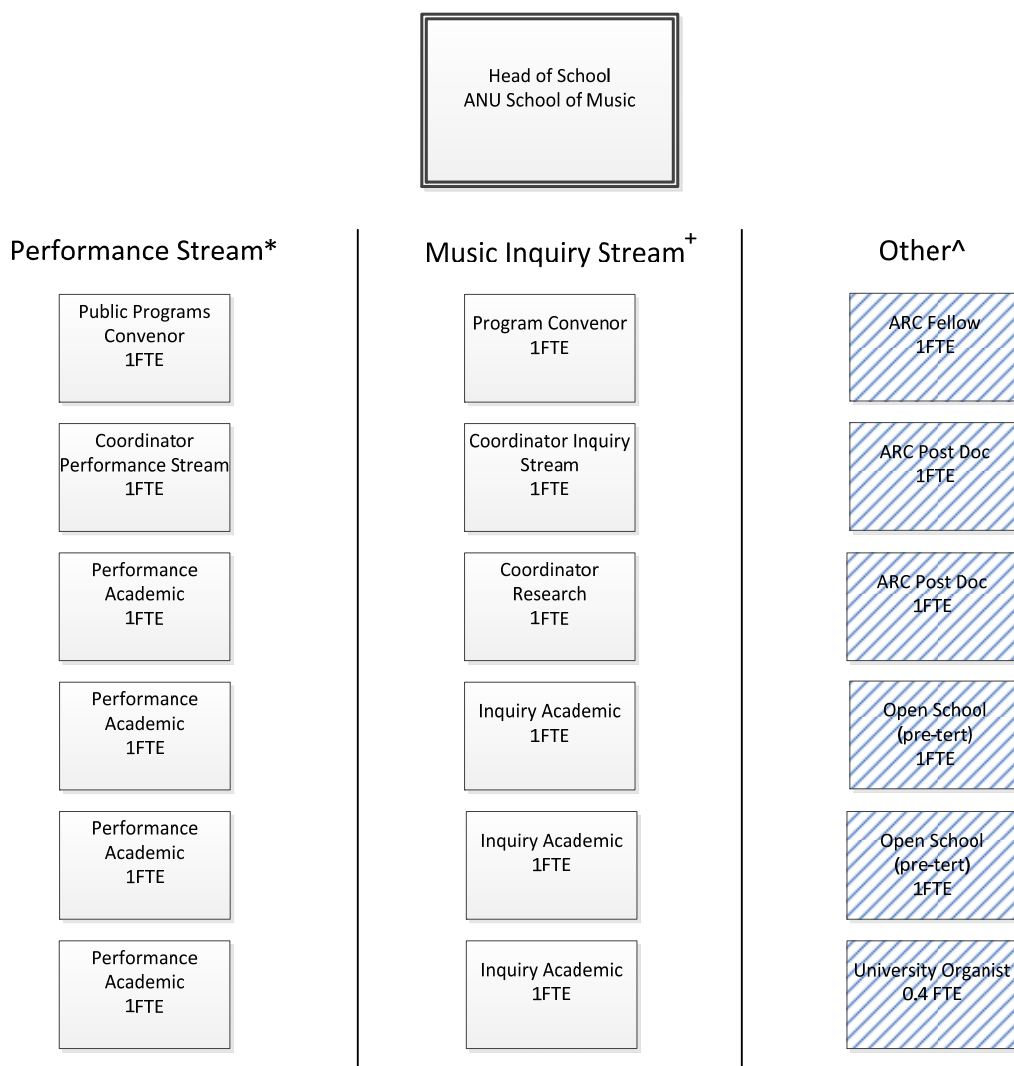 Head of School
ANU School of Music
Performance Stream*
Public Programs
Convenor
1FTE
Coordinator
Performance Stream
1FTE
Performance
Academic
1FTE
Performance
Academic
1FTE
Performance
Academic
1FTE
Performance
Academic
1FTE
Music Inquiry Stream+
Program Convenor
1FTE
Coordinator Inquiry
Stream
1FTE
Coordinator
Research
1FTE
Inquiry Academic
1FTE
Inquiry Academic
1FTE
Inquiry Academic
1FTE
Other^
ARC Fellow
1FTE
ARC Post Doc
1FTE
ARC Post Doc
1FTE
Open School
(pre-tert)
1FTE
Open School
(pre-tert)
1FTE
University Organist
0.4 FTE